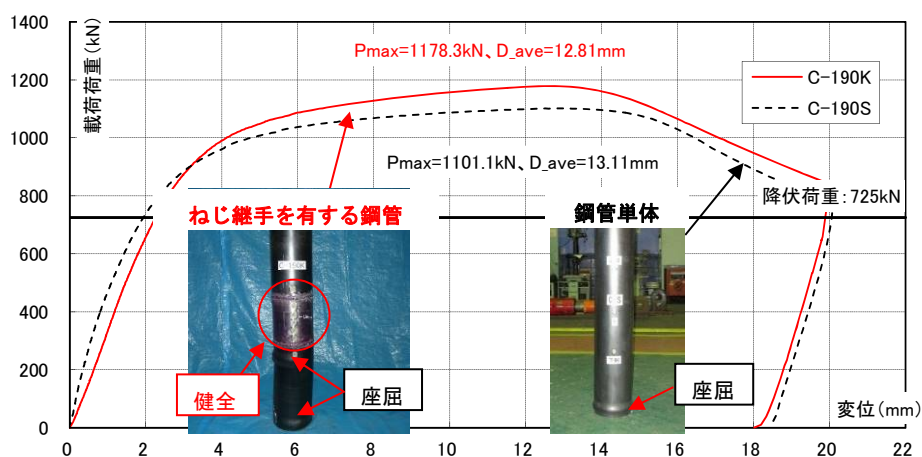 1400
1200
1000
800
600
400
200
0
載荷荷重(kN)
Pmax=1178.3kN、D_ave=12.81mm
C-190K
C-190S
Pmax=1101.1kN、D_ave=13.11mm
降伏荷重：725kN
ねじ継手を有する鋼管
鋼管単体
健全
座屈
座屈
変位(mm)
0
2
4
6
8
10
12
14
16
18
20
22